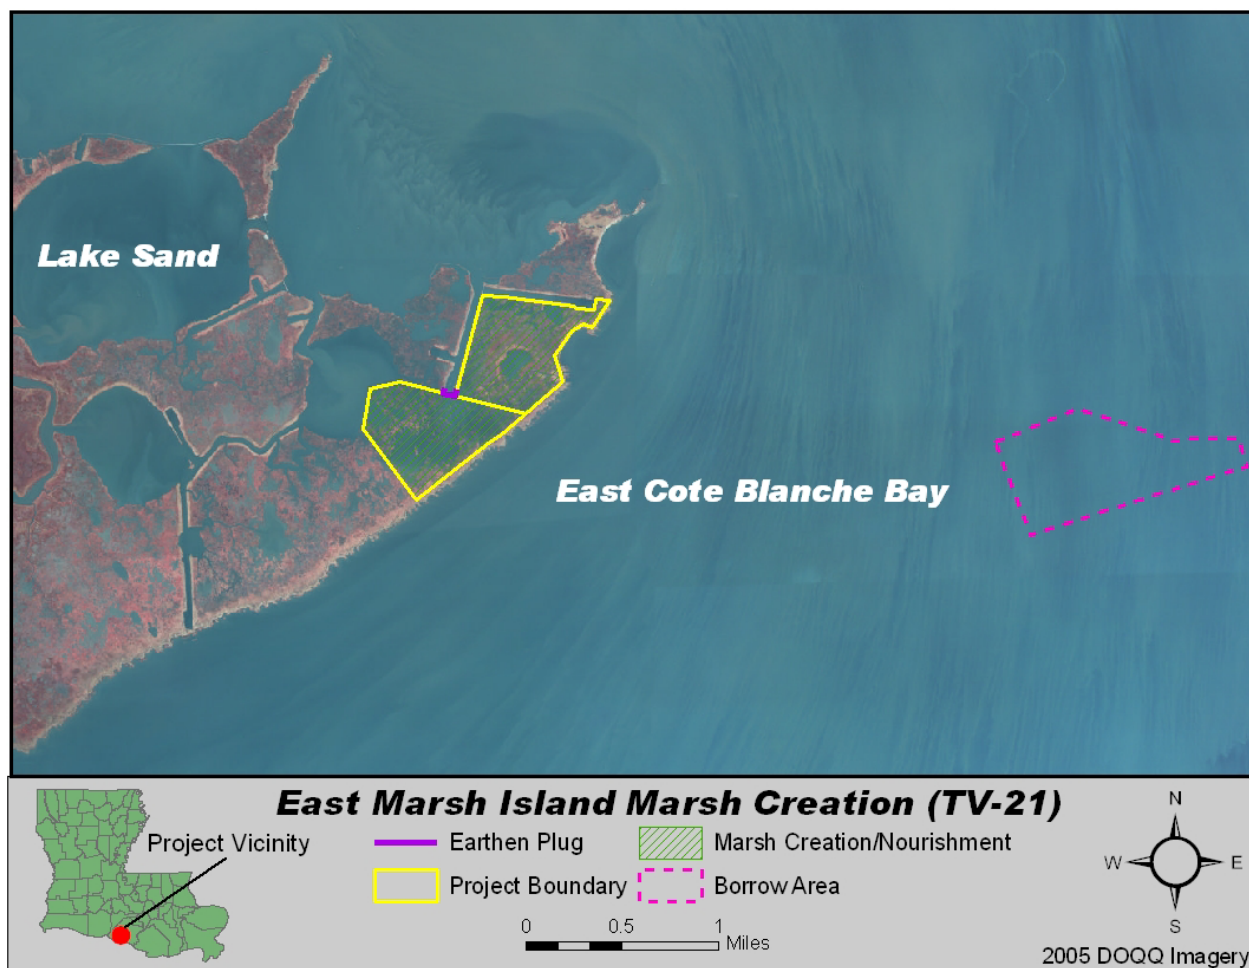 Lake Sand
East Cote Blanche Bay
East Marsh Island Marsh Creation (TV-21)
Project Vicinity
Earthen Plug
Marsh Creation/Nourishment
Project Boundary
Borrow Area
0 0.5 1
Miles
N
W E
S
2005 DOQQ Imagery